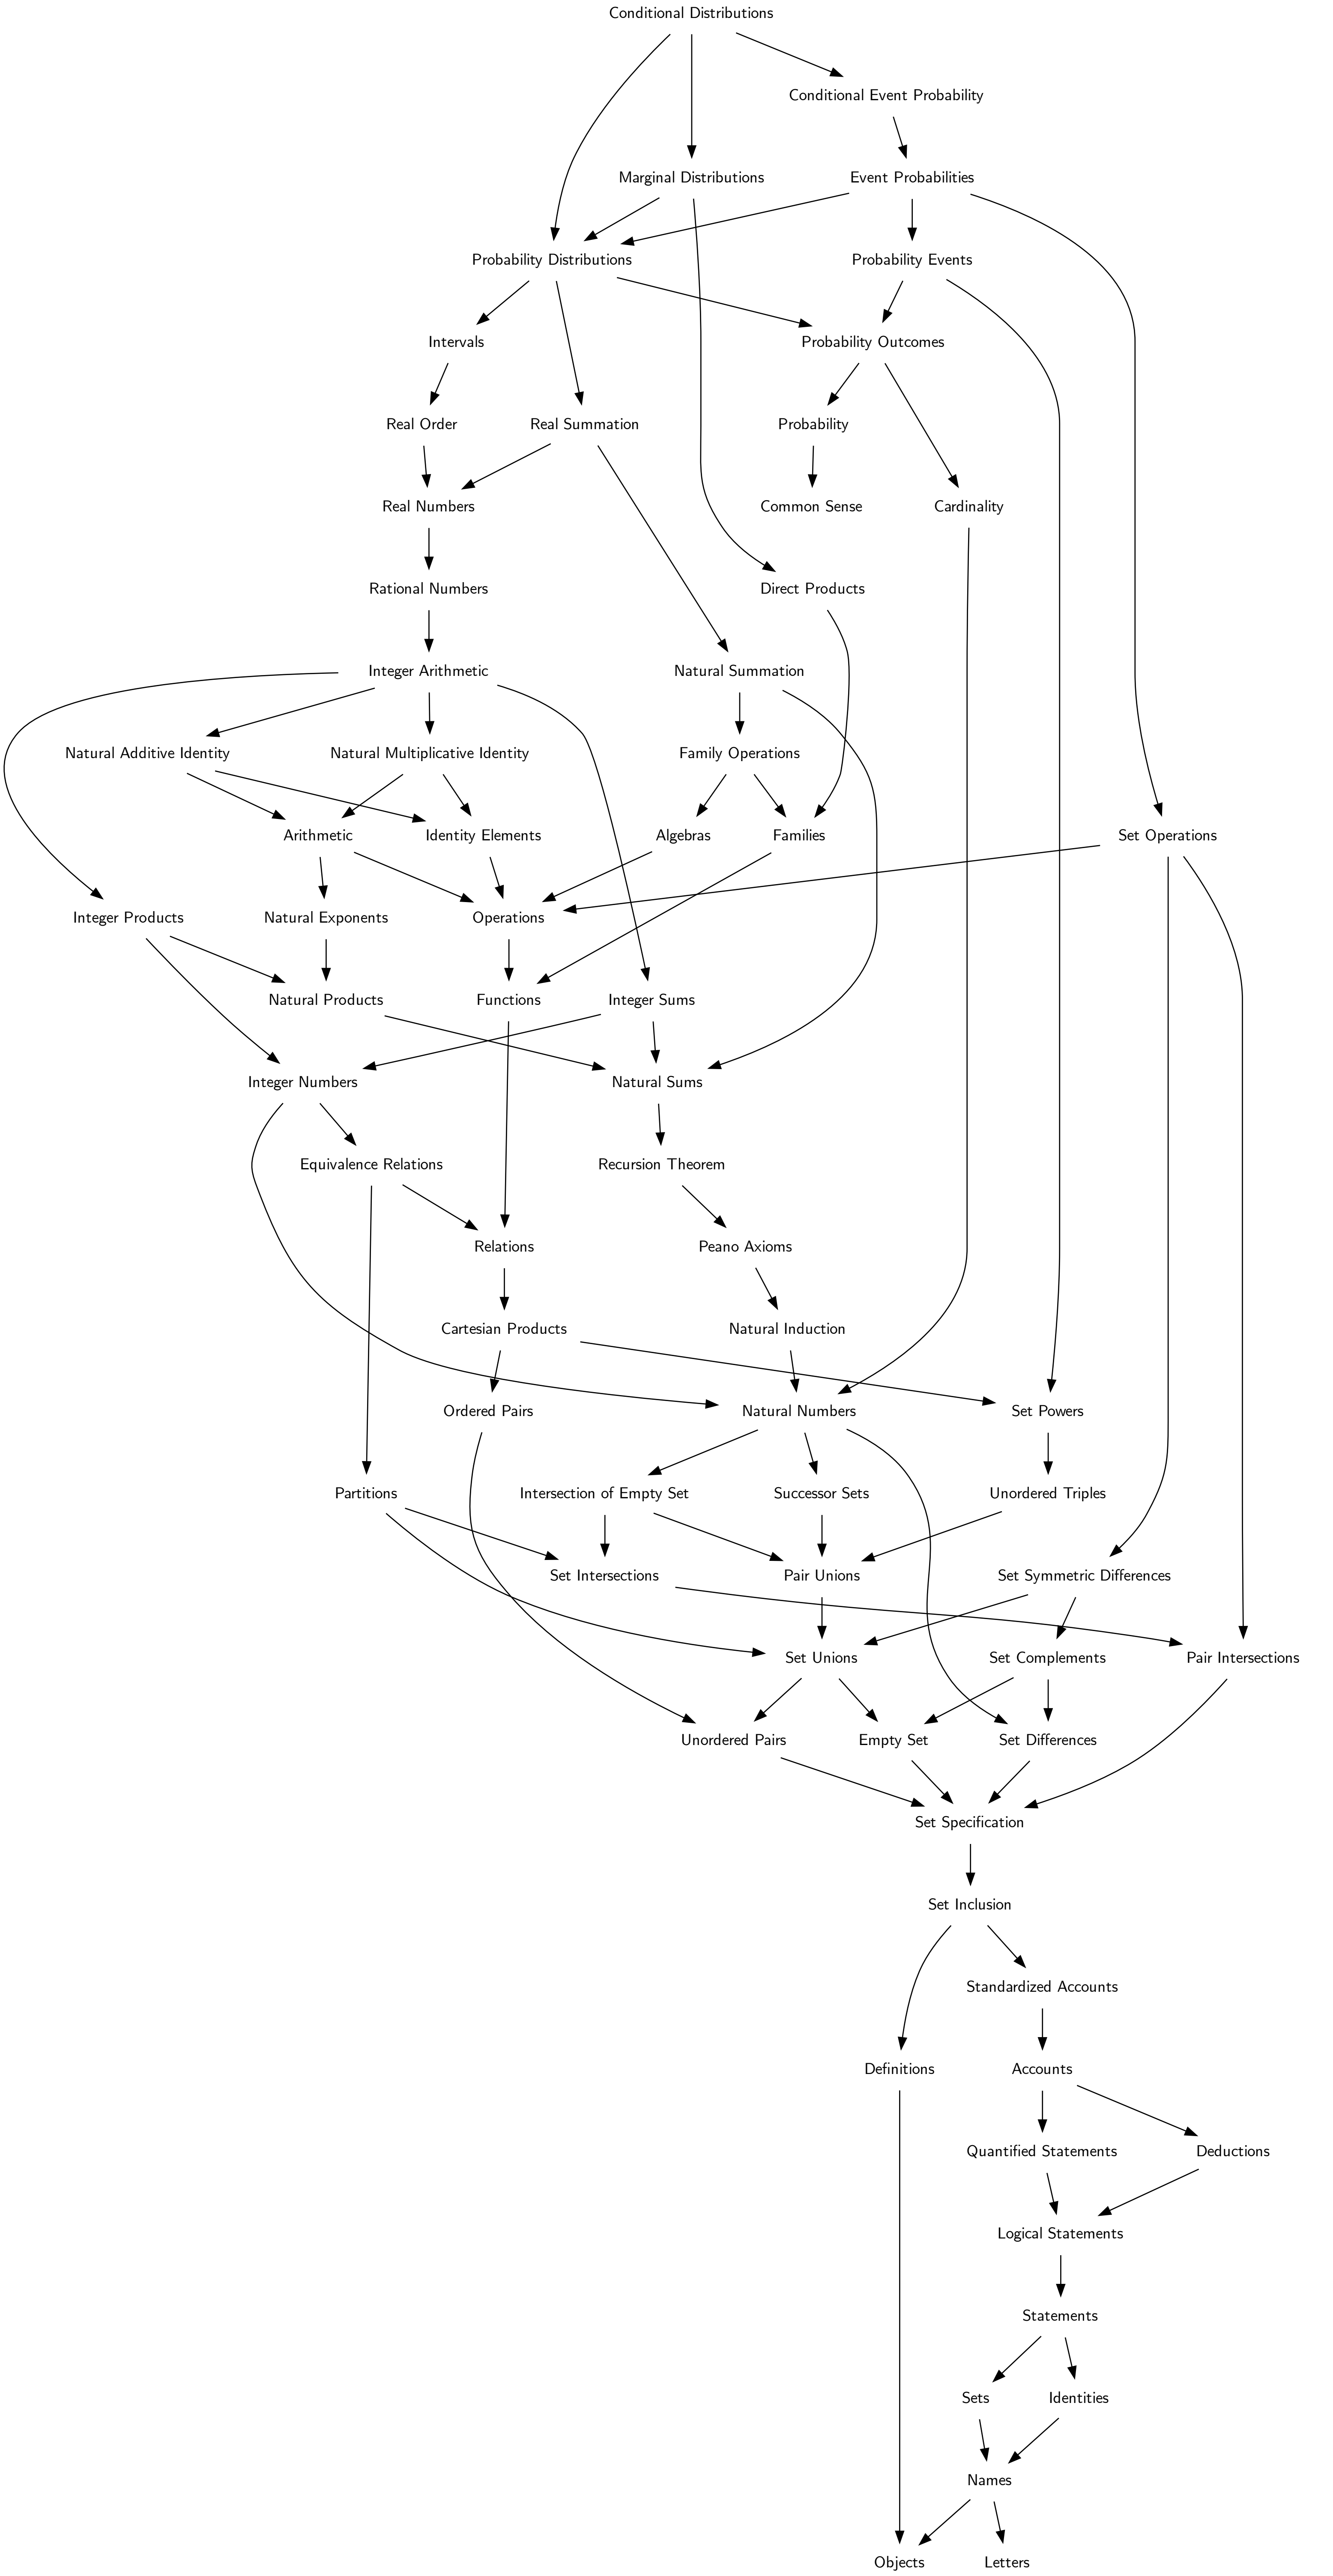 Conditional Distributions
Conditional Event Probability
Marginal Distributions
Event Probabilities
Probability Distributions
Probability Events
Intervals
Probability Outcomes
Real Order
Real Summation
Probability
Real Numbers
Common Sense
Cardinality
Rational Numbers
Direct Products
Integer Arithmetic
Natural Summation
Natural Additive Identity
Natural Multiplicative Identity
Family Operations
Arithmetic
Identity Elements
Algebras
Families
Set Operations
Integer Products
Natural Exponents
Operations
Natural Products
Functions
Integer Sums
Integer Numbers
Natural Sums
Equivalence Relations
Recursion Theorem
Relations
Peano Axioms
Cartesian Products
Natural Induction
Ordered Pairs
Natural Numbers
Set Powers
Partitions
Intersection of Empty Set
Successor Sets
Unordered Triples
Set Intersections
Pair Unions
Set Symmetric Differences
Set Unions
Set Complements
Pair Intersections
Unordered Pairs
Empty Set
Set Differences
Set Specification
Set Inclusion
Standardized Accounts
Definitions
Accounts
Quantified Statements
Deductions
Logical Statements
Statements
Sets
Identities
Names
Objects
Letters